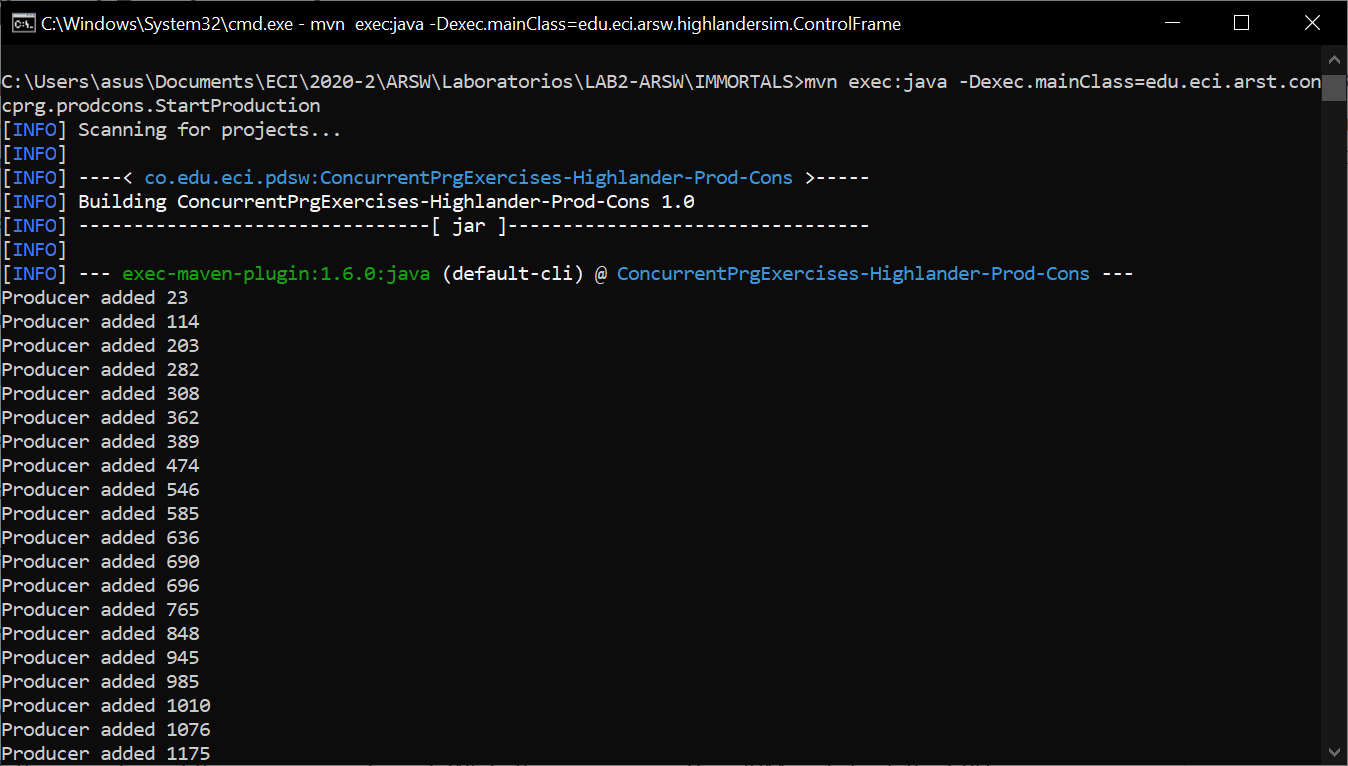 C:\Windows\System32\cmd.exe - mvn  exec:java -Dexec.mainClass=edu.eci.arsw.highlandersim.ControlFrame
C:\Users\asus\Documents\ECI\2020-2\ARSW\Laboratorios\LAB2-ARSW\IMMORTALS>mvn exec:java -Dexec.mainClass=edu.eci.arst.con
cprg.prodcons.StartProduction
[INFO] Scanning for projects...
[INFO]
[INFO] ----< co.edu.eci.pdsw:ConcurrentPrgExercises-Highlander-Prod-Cons >-----
[INFO] Building ConcurrentPrgExercises-Highlander-Prod-Cons 1.0
[INFO] --------------------------------[ jar ]---------------------------------
[INFO]
[INFO] --- exec-maven-plugin:1.6.0:java (default-cli) @ ConcurrentPrgExercises-Highlander-Prod-Cons ---
Producer added 23
Producer added 114
Producer added 203
Producer added 282
Producer added 308
Producer added 362
Producer added 389
Producer added 474
Producer added 546
Producer added 585
Producer added 636
Producer added 690
Producer added 696
Producer added 765
Producer added 848
Producer added 945
Producer added 985
Producer added 1010
Producer added 1076
Producer added 1175